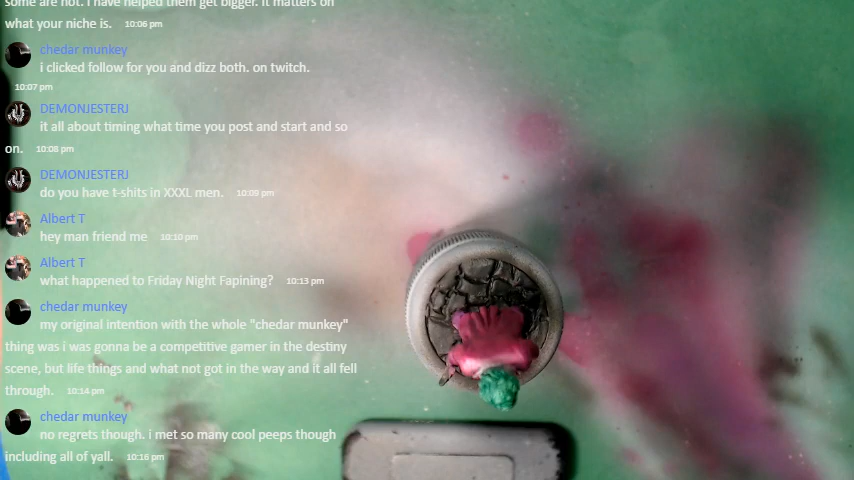 some are not. i have helped them get bigger. it matters on
what your niche is. 10:06 pm
chedar munkey
i clicked follow for you and dizz both. on twitch.
10:07 pm
DEMONJESTERJ
it all about timing what time you post and start and so
on. 10:08 pm
DEMONJESTERJ
do you have t-shits in XXXL men. 10:09 pm
Albert T
hey man friend me 10:10 pm
Albert T
what happened to Friday Night Fapining? 10:13 pm
chedar munkey
my original intention with the whole "chedar munkey"
thing was i was gonna be a competitive gamer in the destiny
scene, but life things and what not got in the way and it all fell
through. 10:14 pm
chedar munkey
no regrets though. i met so many cool peeps though
including all of yall. 10:16 pm